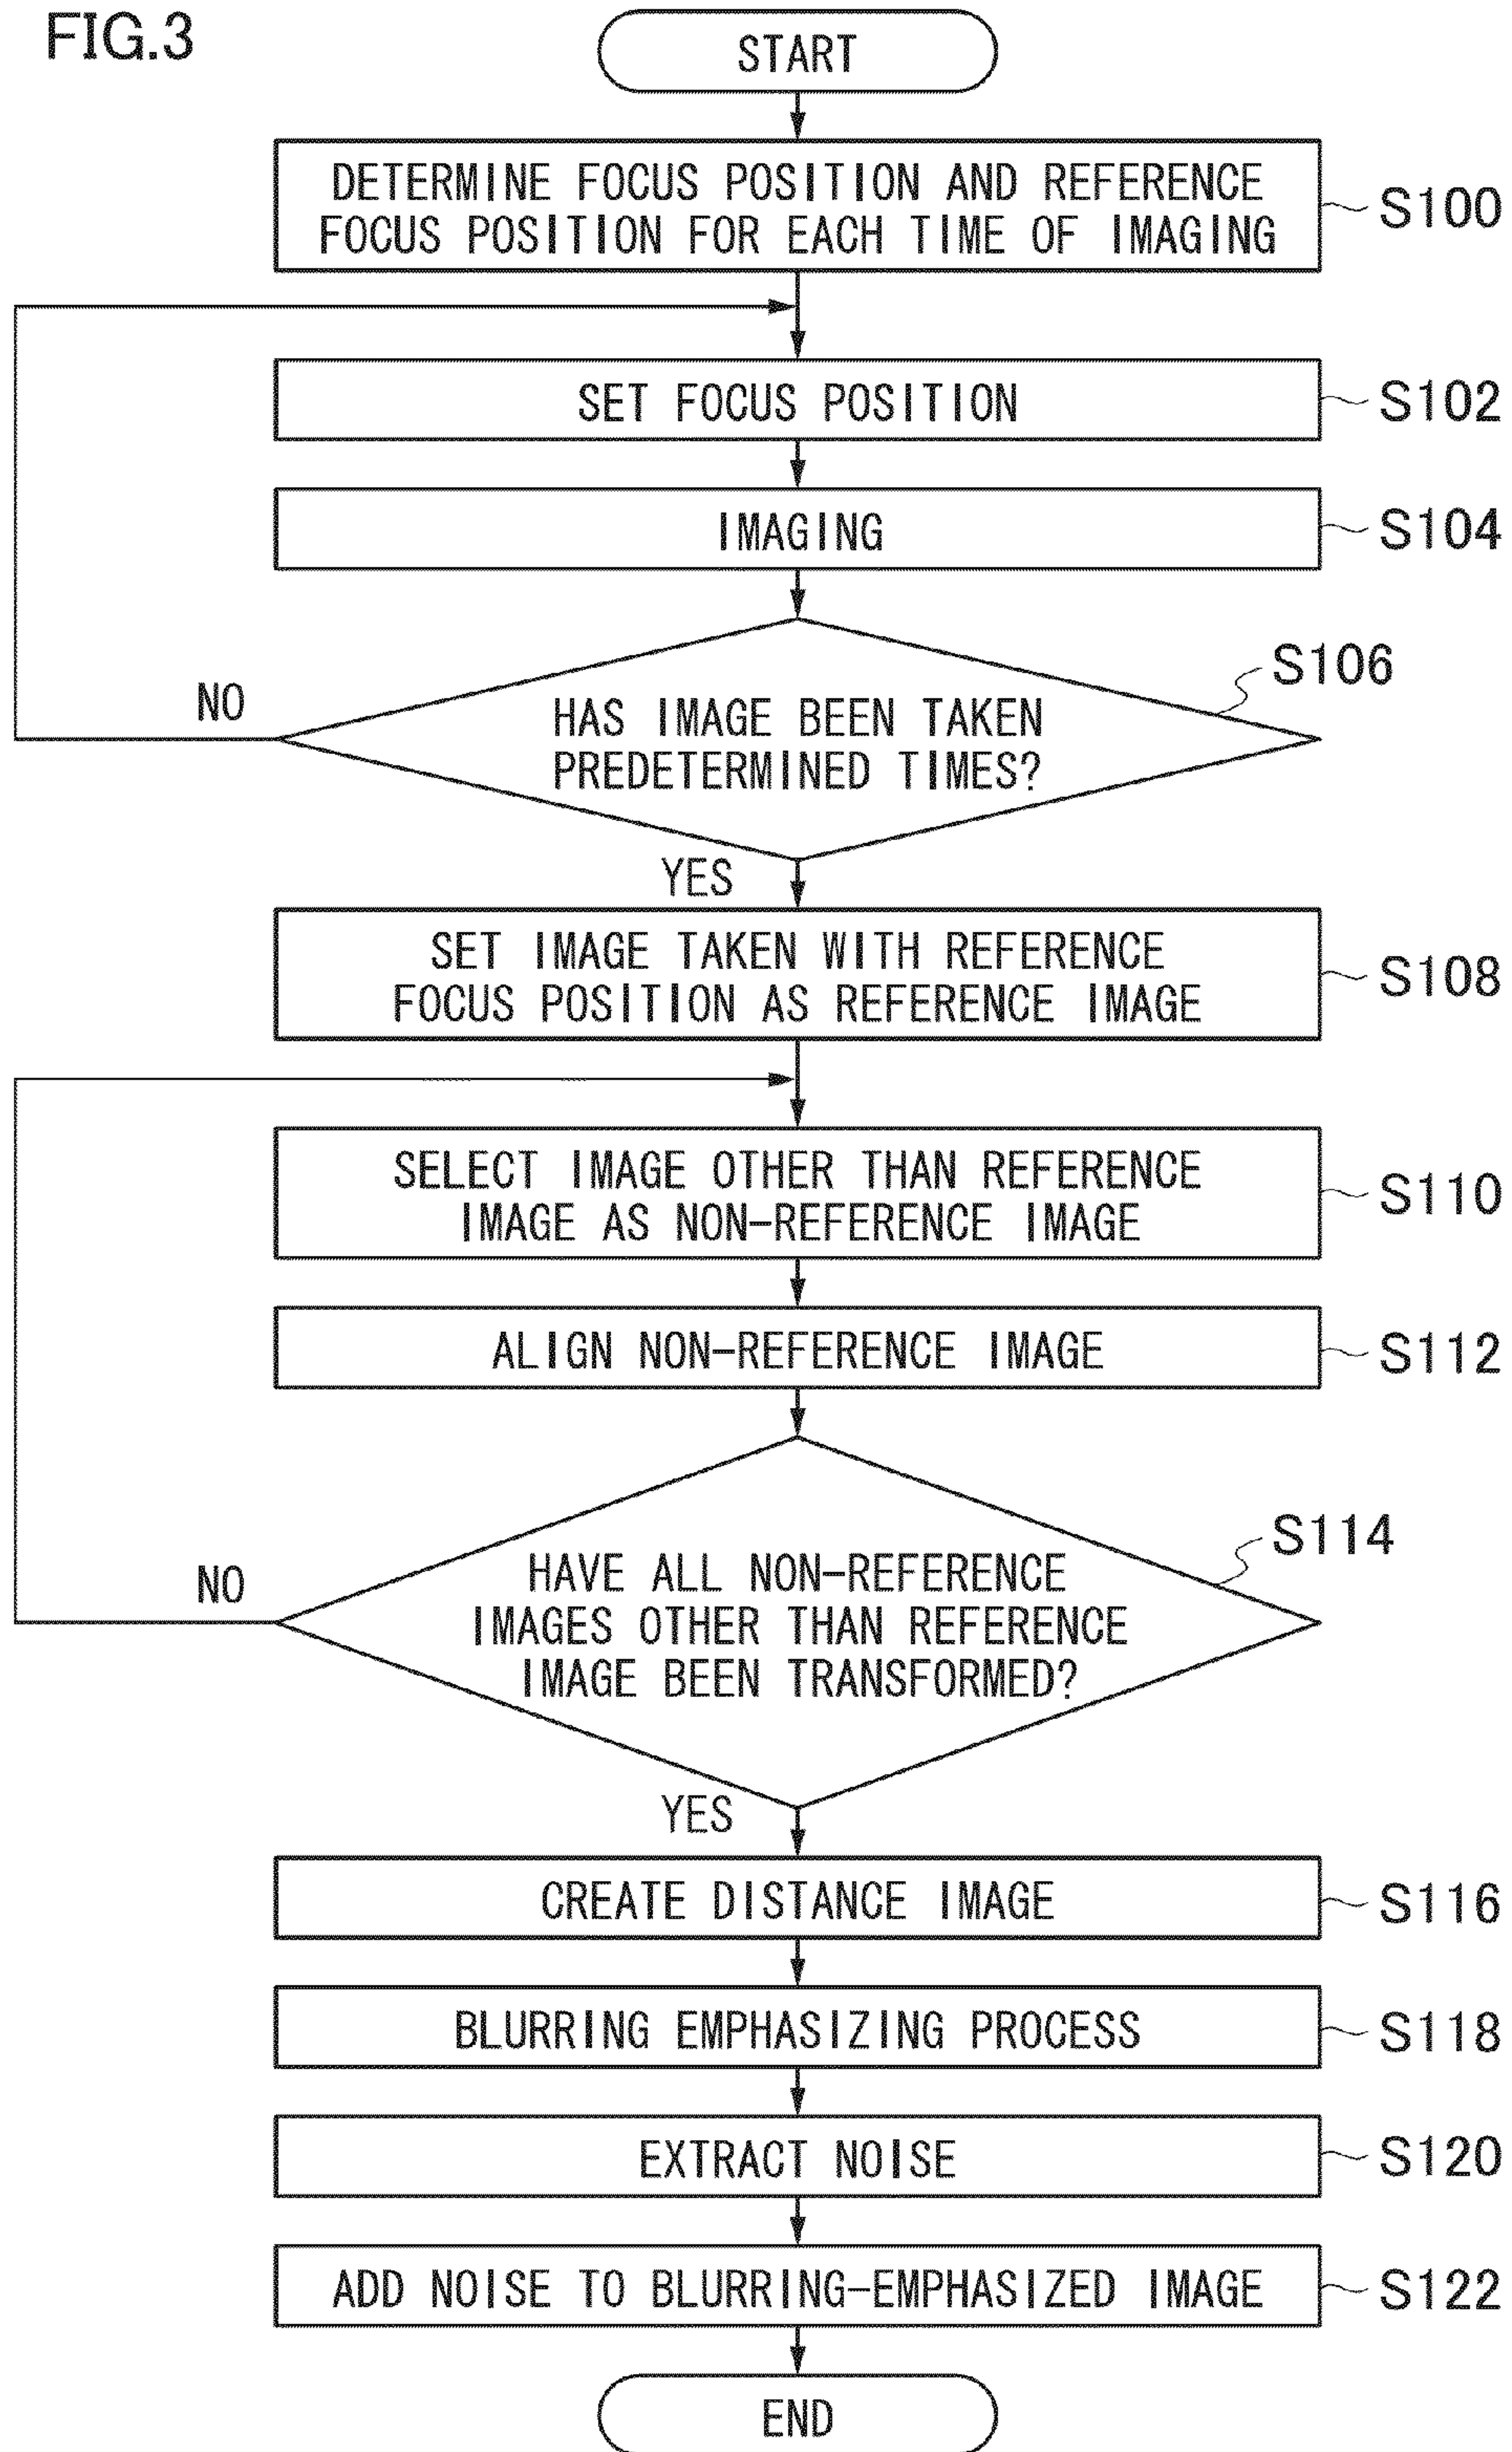 FIG.3
START
DETERMINE FOCUS POSITION AND REFERENCE
FOCUS POSITION FOR EACH TIME OF IMAGING
S100
SET FOCUS POSITION
S102
IMAGING
S104
S106
HAS IMAGE BEEN TAKEN
PREDETERMINED TIMES?
NO
YES
SET IMAGE TAKEN WITH REFERENCE
FOCUS POSITION AS REFERENCE IMAGE
S108
SELECT IMAGE OTHER THAN REFERENCE
IMAGE AS NON-REFERENCE IMAGE
S110
ALIGN NON-REFERENCE IMAGE
S112
S114
HAVE ALL NON-REFERENCE
IMAGES OTHER THAN REFERENCE
IMAGE BEEN TRANSFORMED?
NO
YES
CREATE DISTANCE IMAGE
S116
BLURRING EMPHASIZING PROCESS
S118
EXTRACT NOISE
S120
ADD NOISE TO BLURRING-EMPHASIZED IMAGE
S122
END